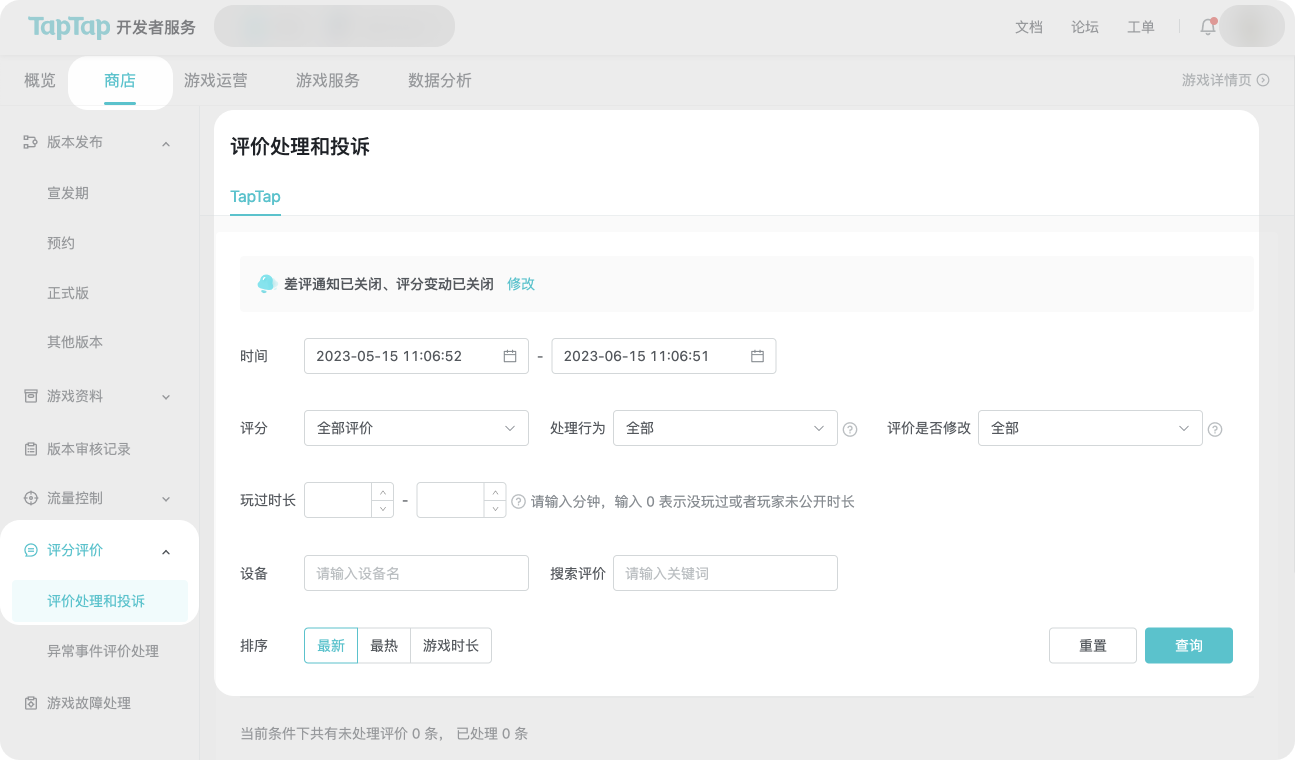 TapTap 开发者服务 文档 论坛 工单
概览 商店 游戏运营 游戏服务 数据分析 游戏详情页
版本发布
宣发期
预约
正式版
其他版本
游戏资料
版本审核记录
流量控制
评分评价
评价处理和投诉
异常事件评价处理
游戏故障处理
评价处理和投诉
TapTap
差评通知已关闭、评分变动已关闭 修改
时间 2023-05-15 11:06:52 - 2023-06-15 11:06:51
评分 全部评价 处理行为 全部 评价是否修改 全部
玩过时长 - 请输入分钟，输入 0 表示没玩过或者玩家未公开时长
设备 请输入设备名 搜索评价 请输入关键词
排序 最新 最热 游戏时长 重置 查询
当前条件下共有未处理评价 0 条， 已处理 0 条